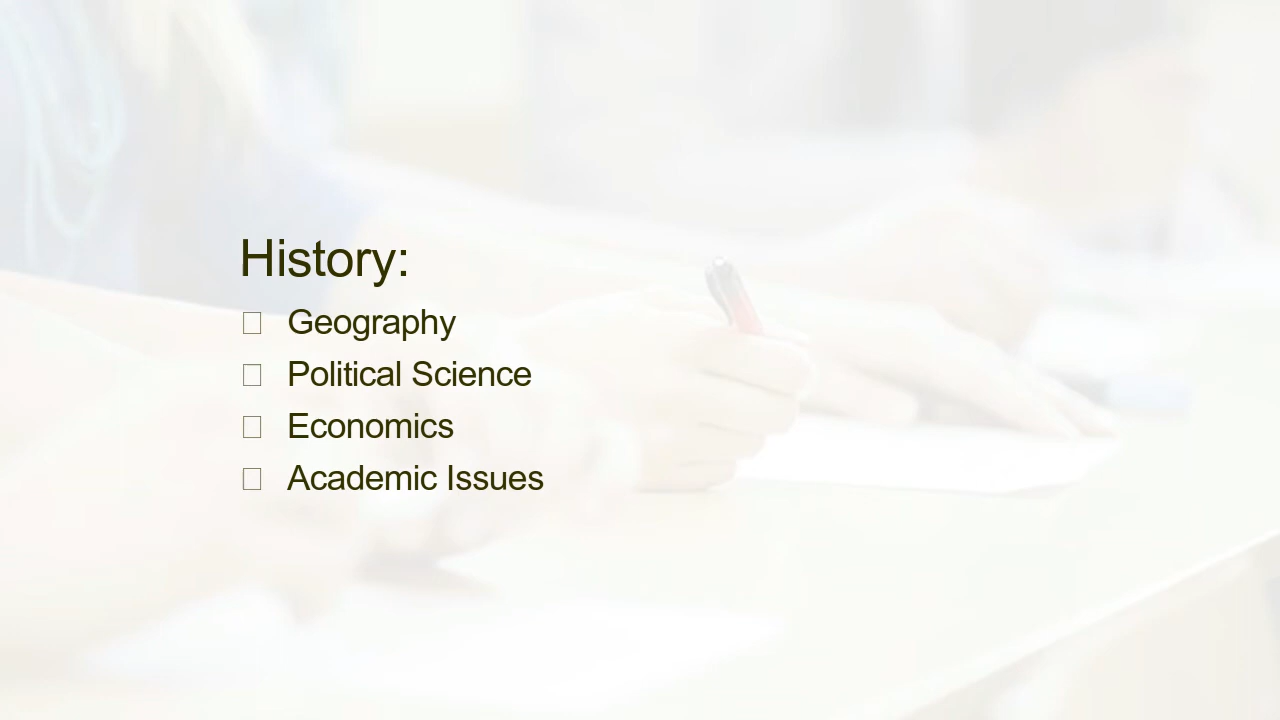 History:
Geography
Political Science
Economics
Academic Issues